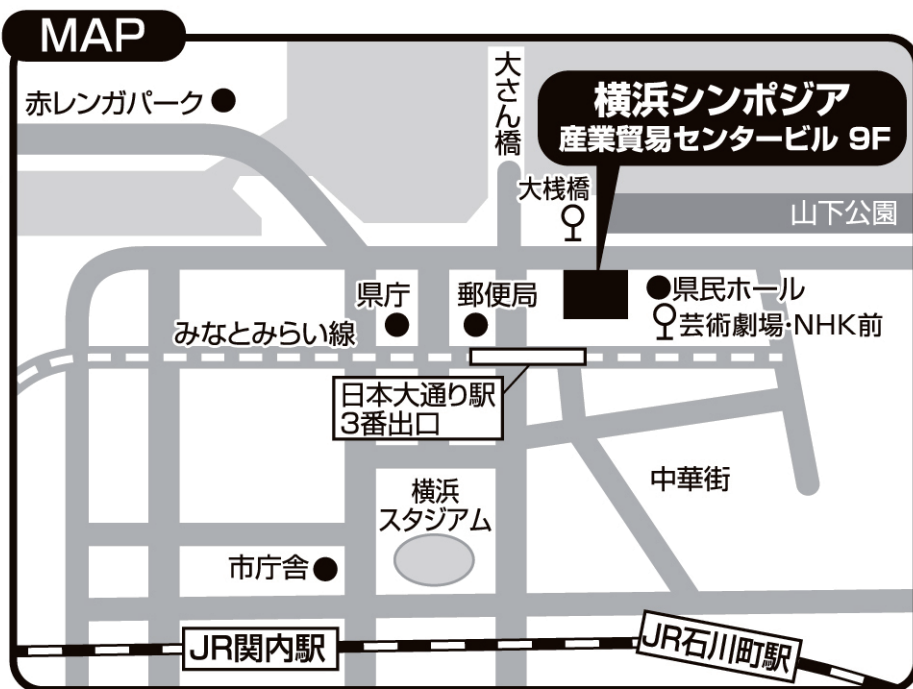 MAP
赤レンガパーク
大さん橋
横浜シンポジア
産業貿易センタービル 9F
大桟橋
山下公園
県庁
郵便局
県民ホール
芸術劇場・NHK前
みなとみらい線
日本大通り駅
3番出口
横浜
スタジアム
中華街
市庁舎
JR関内駅
JR石川町駅